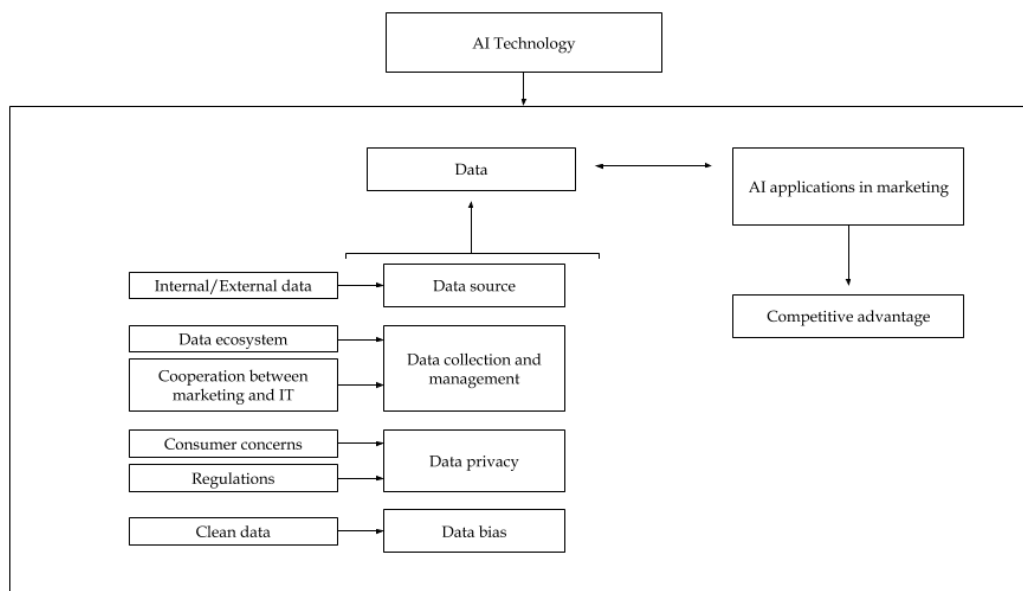 AI Technology
Data
AI applications in marketing
Internal/External data
Data source
Competitive advantage
Data ecosystem
Cooperation between
marketing and IT
Data collection and
management
Consumer concerns
Regulations
Data privacy
Clean data
Data bias